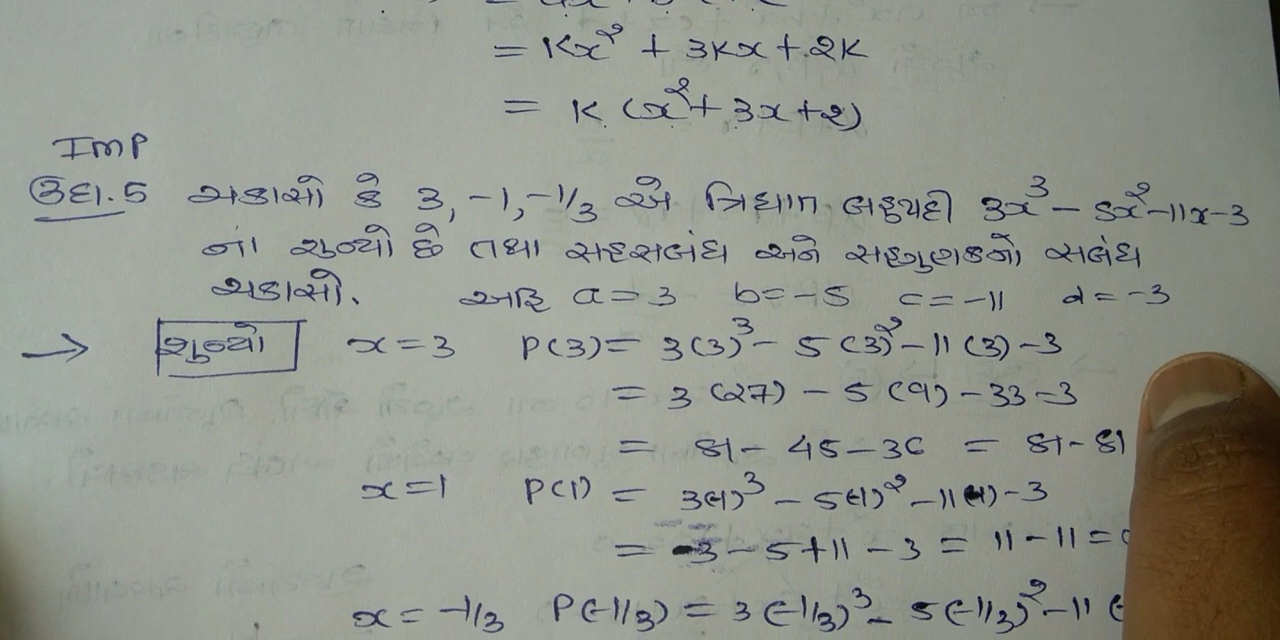 = Kx² + 3Kx + 2K
= K (x² + 3x + 2)
IMP
ઉદા.5 ચકાસો કે 3, -1, -1/3 એ ત્રિઘાત બહુપદી 3x³ - 5x² - 11x - 3
નાં શુન્યો છે તથા સહસબંધ અને સહગુણકનો સબંધ
ચકાસો. અહિ a = 3 b = -5 c = -11 d = -3
→ શુન્યો x = 3 P(3) = 3(3)³ - 5(3)² - 11(3) - 3
= 3(27) - 5(9) - 33 - 3
= 81 - 45 - 36 = 81 - 81
x = 1 P(1) = 3(-1)³ - 5(-1)² - 11(-1) - 3
= -3 - 5 + 11 - 3 = 11 - 11 =
x = -1/3 P(-1/3) = 3(-1/3)³ - 5(-1/3)² - 11 (